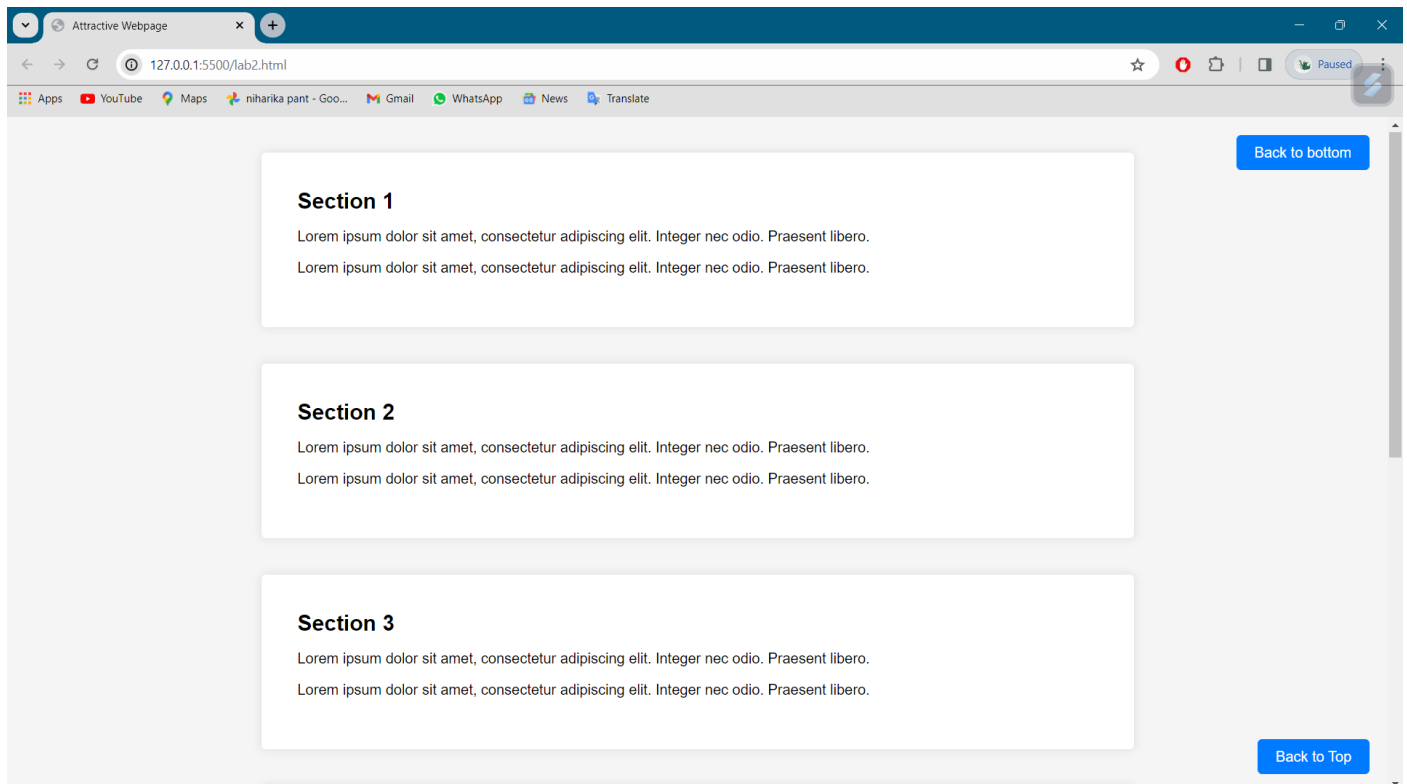 Attractive Webpage
127.0.0.1:5500/lab2.html
Paused
Apps YouTube Maps niharika pant - Goo... Gmail WhatsApp News Translate
Back to bottom
Section 1
Lorem ipsum dolor sit amet, consectetur adipiscing elit. Integer nec odio. Praesent libero.
Lorem ipsum dolor sit amet, consectetur adipiscing elit. Integer nec odio. Praesent libero.
Section 2
Lorem ipsum dolor sit amet, consectetur adipiscing elit. Integer nec odio. Praesent libero.
Lorem ipsum dolor sit amet, consectetur adipiscing elit. Integer nec odio. Praesent libero.
Section 3
Lorem ipsum dolor sit amet, consectetur adipiscing elit. Integer nec odio. Praesent libero.
Lorem ipsum dolor sit amet, consectetur adipiscing elit. Integer nec odio. Praesent libero.
Back to Top